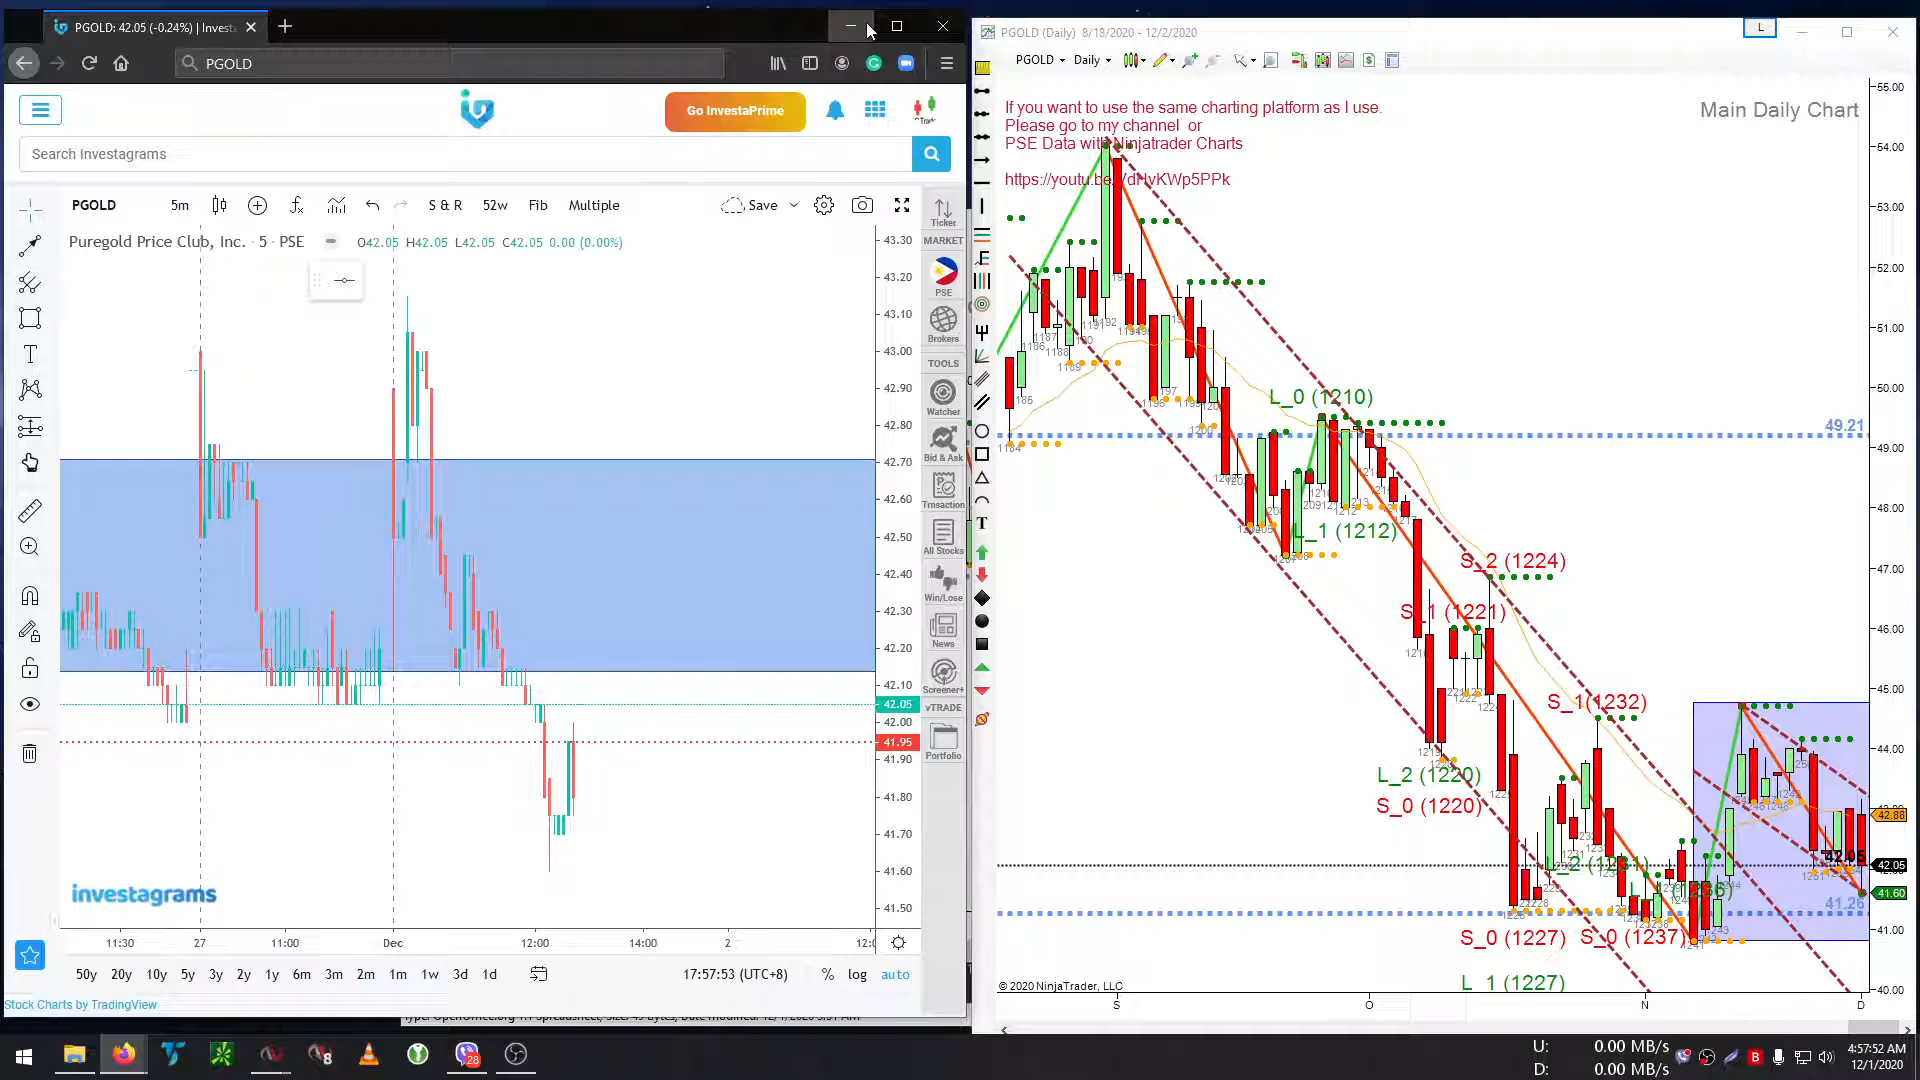 PGOLD: 42.05 (-0.24%) | Investa
PGOLD
Go InvestaPrime
Search Investagrams
PGOLD 5m S & R 52w Fib Multiple Save
Puregold Price Club, Inc. · 5 · PSE O42.05 H42.05 L42.05 C42.05 0.00 (0.00%)
43.30
43.20
43.10
43.00
42.90
42.80
42.70
42.60
42.50
42.40
42.30
42.20
42.10
42.05
42.00
41.95
41.90
41.80
41.70
41.60
41.50
investagrams
11:30 27 11:00 Dec 12:00 14:00 2
50y 20y 10y 5y 3y 2y 1y 6m 3m 2m 1m 1w 3d 1d 17:57:53 (UTC+8) % log auto
Stock Charts by TradingView
Ticker
MARKET
PSE
Brokers
TOOLS
Watcher
Bid & Ask
Trnsaction
All Stocks
Win/Lose
News
Screener+
vTRADE
Portfolio
PGOLD (Daily) 8/18/2020 - 12/2/2020
L
PGOLD Daily
If you want to use the same charting platform as I use.
Please go to my channel or
PSE Data with Ninjatrader Charts
Main Daily Chart
L_0 (1210)
49.21
L_1 (1212)
S_2 (1224)
S_1 (1221)
S_1 (1232)
L_2 (1220)
S_0 (1220)
42.05
41.26
S_0 (1227)
S_0 (1237)
L_1 (1227)
55.00
54.00
53.00
52.00
51.00
50.00
49.00
48.00
47.00
46.00
45.00
44.00
42.88
42.05
41.60
41.00
40.00
© 2020 NinjaTrader, LLC
S O N D
28
U: 0.00 MB/s
D: 0.00 MB/s
4:57:52 AM
12/1/2020